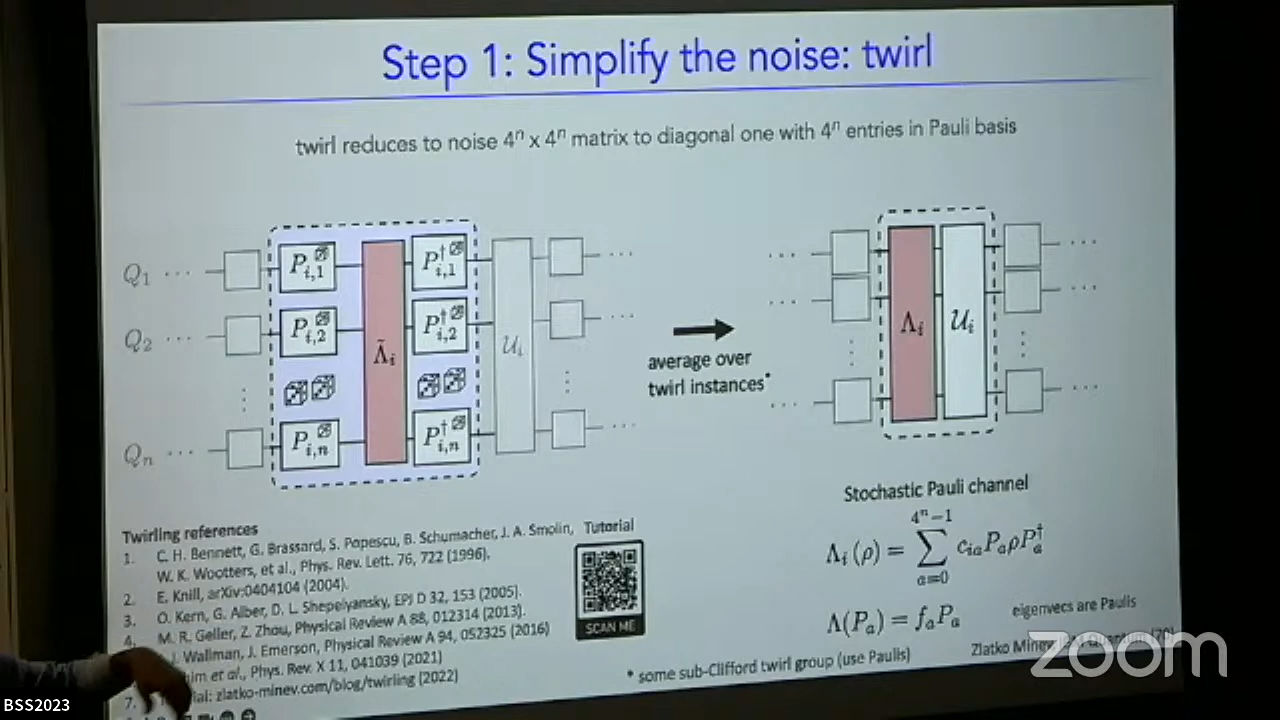 Step 1: Simplify the noise: twirl
twirl reduces to noise 4ⁿ x 4ⁿ matrix to diagonal one with 4ⁿ entries in Pauli basis
Q₁ ··· P_{i,1} P†_{i,1} ···
Q₂ ··· P_{i,2} Λ̃ᵢ P†_{i,2} 𝒰ᵢ ···
Qₙ ··· P_{i,n} P†_{i,n} ···
average over
twirl instances*
Λᵢ 𝒰ᵢ
Stochastic Pauli channel
Λᵢ(ρ) = ∑_{a=0}^{4ⁿ−1} c_{ia} Pₐ ρ Pₐ†
Λ(Pₐ) = fₐPₐ eigenvecs are Paulis
Twirling references
1. C. H. Bennett, G. Brassard, S. Popescu, B. Schumacher, J. A. Smolin,
W. K. Wootters, et al., Phys. Rev. Lett. 76, 722 (1996).
2. E. Knill, arXiv:0404104 (2004).
3. O. Kern, G. Alber, D. L. Shepelyansky, EPJ D 32, 153 (2005).
4. M. R. Geller, Z. Zhou, Physical Review A 88, 012314 (2013).
Wallman, J. Emerson, Physical Review A 94, 052325 (2016)
et al., Phys. Rev. X 11, 041039 (2021)
7. zlatko-minev.com/blog/twirling (2022)
Tutorial
SCAN ME
* some sub-Clifford twirl group (use Paulis)
Zlatko Minev
zoom
BSS2023